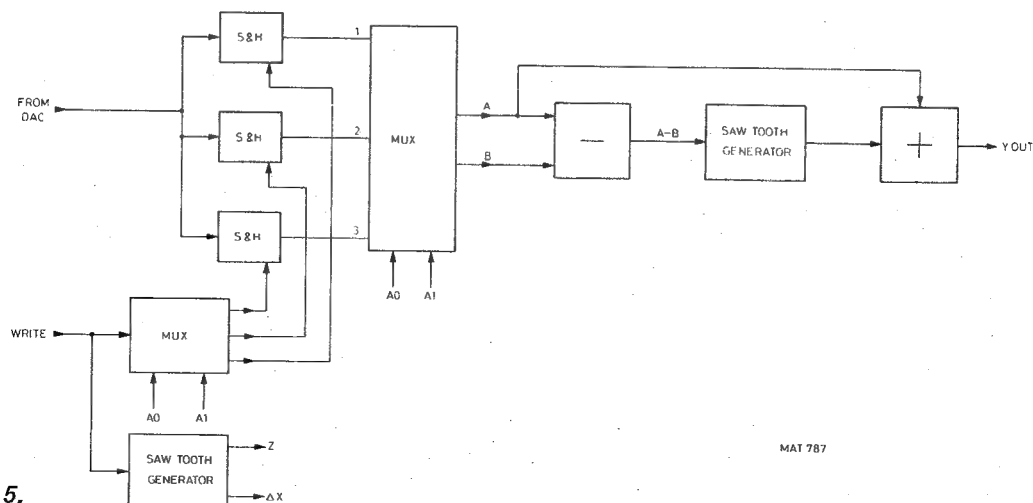 S&H
1
FROM
DAC
S&H
2
MUX
A
B
−
A-B
SAW TOOTH
GENERATOR
+
Y OUT
S&H
3
A0
A1
WRITE
MUX
A0
A1
SAW TOOTH
GENERATOR
Z
ΔX
MAT 787
5.